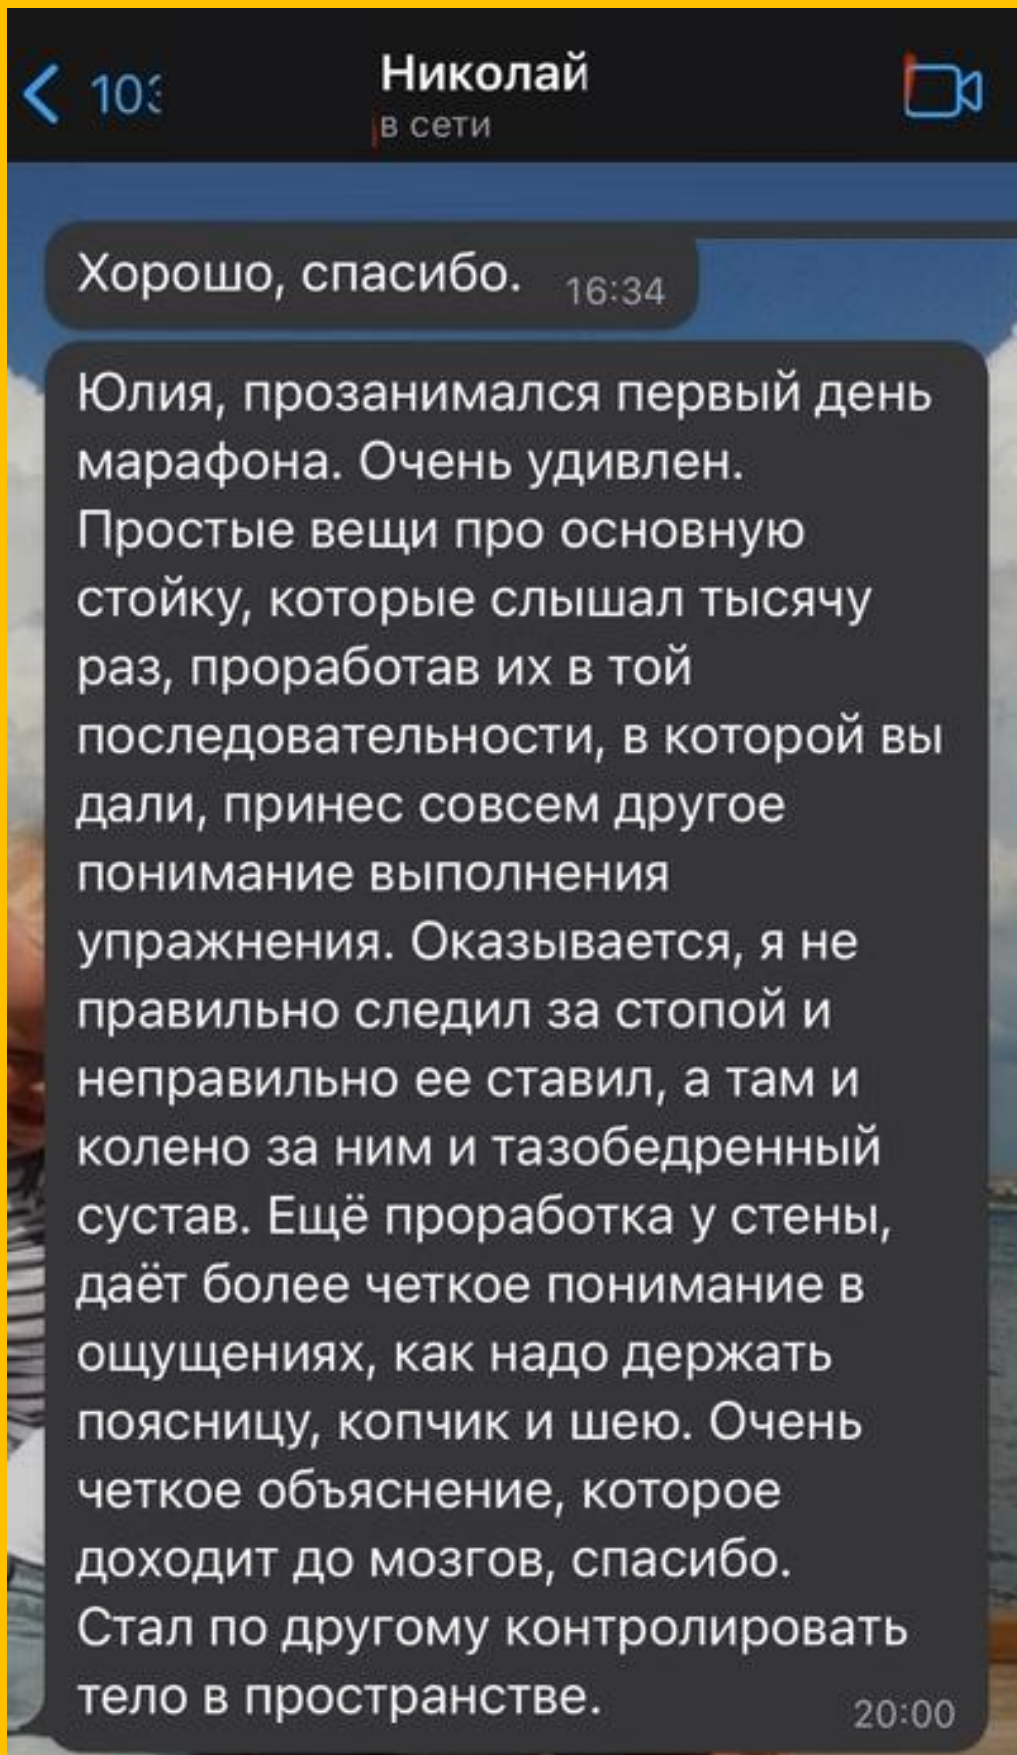 103
Николай
в сети
Хорошо, спасибо. 16:34
Юлия, прозанимался первый день
марафона. Очень удивлен.
Простые вещи про основную
стойку, которые слышал тысячу
раз, проработав их в той
последовательности, в которой вы
дали, принес совсем другое
понимание выполнения
упражнения. Оказывается, я не
правильно следил за стопой и
неправильно ее ставил, а там и
колено за ним и тазобедренный
сустав. Ещё проработка у стены,
даёт более четкое понимание в
ощущениях, как надо держать
поясницу, копчик и шею. Очень
четкое объяснение, которое
доходит до мозгов, спасибо.
Стал по другому контролировать
тело в пространстве. 20:00